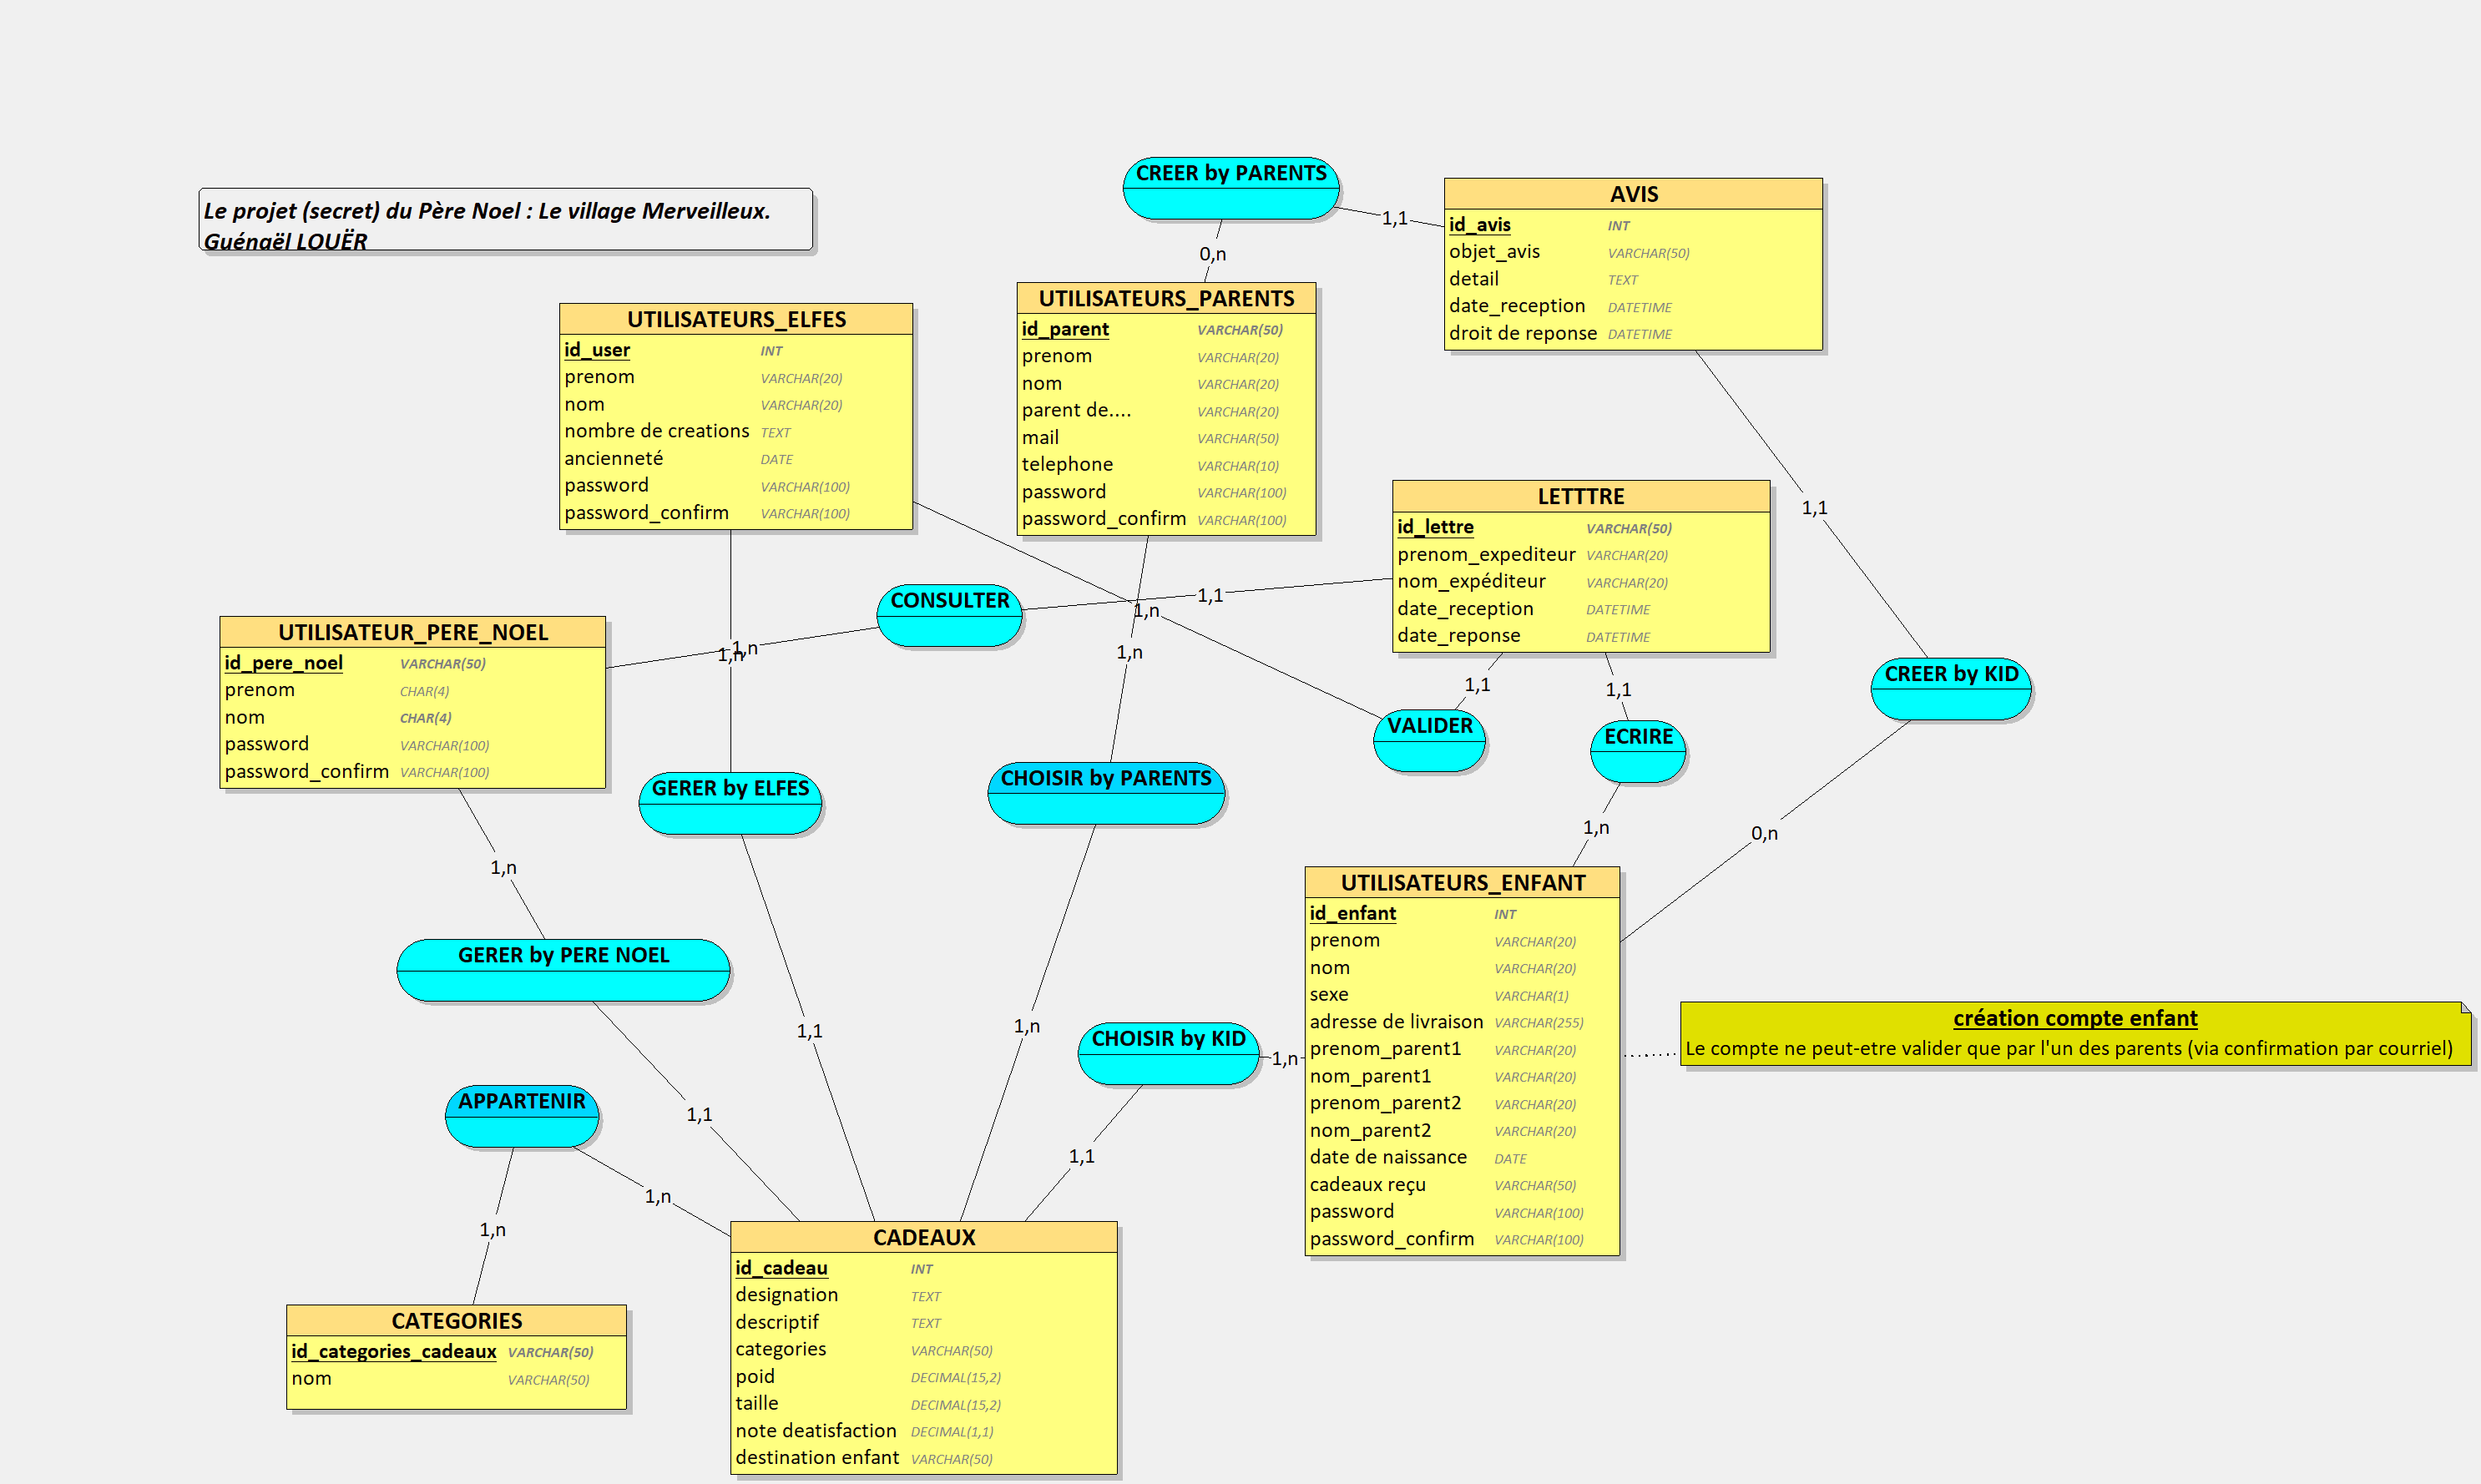 Le projet (secret) du Père Noel : Le village Merveilleux.
Guénaël LOUËR
CREER by PARENTS
1,1
0,n
AVIS
id_avis INT
objet_avis VARCHAR(50)
detail TEXT
date_reception DATETIME
droit de reponse DATETIME
UTILISATEURS_PARENTS
id_parent VARCHAR(50)
prenom VARCHAR(20)
nom VARCHAR(20)
parent de.... VARCHAR(20)
mail VARCHAR(50)
telephone VARCHAR(10)
password VARCHAR(100)
password_confirm VARCHAR(100)
UTILISATEURS_ELFES
id_user INT
prenom VARCHAR(20)
nom VARCHAR(20)
nombre de creations TEXT
ancienneté DATE
password VARCHAR(100)
password_confirm VARCHAR(100)
LETTTRE
id_lettre VARCHAR(50)
prenom_expediteur VARCHAR(20)
nom_expéditeur VARCHAR(20)
date_reception DATETIME
date_reponse DATETIME
1,1
CONSULTER
1,1
1,n
1,n
1,n
1,n
UTILISATEUR_PERE_NOEL
id_pere_noel VARCHAR(50)
prenom CHAR(4)
nom CHAR(4)
password VARCHAR(100)
password_confirm VARCHAR(100)
CREER by KID
1,1
1,1
VALIDER
ECRIRE
GERER by ELFES
CHOISIR by PARENTS
1,n
0,n
1,n
GERER by PERE NOEL
UTILISATEURS_ENFANT
id_enfant INT
prenom VARCHAR(20)
nom VARCHAR(20)
sexe VARCHAR(1)
adresse de livraison VARCHAR(255)
prenom_parent1 VARCHAR(20)
nom_parent1 VARCHAR(20)
prenom_parent2 VARCHAR(20)
nom_parent2 VARCHAR(20)
date de naissance DATE
cadeaux reçu VARCHAR(50)
password VARCHAR(100)
password_confirm VARCHAR(100)
création compte enfant
Le compte ne peut-etre valider que par l'un des parents (via confirmation par courriel)
1,1
1,n
CHOISIR by KID
1,n
1,1
APPARTENIR
1,1
1,n
1,n
CADEAUX
id_cadeau INT
designation TEXT
descriptif TEXT
categories VARCHAR(50)
poid DECIMAL(15,2)
taille DECIMAL(15,2)
note deatisfaction DECIMAL(1,1)
destination enfant VARCHAR(50)
CATEGORIES
id_categories_cadeaux VARCHAR(50)
nom VARCHAR(50)